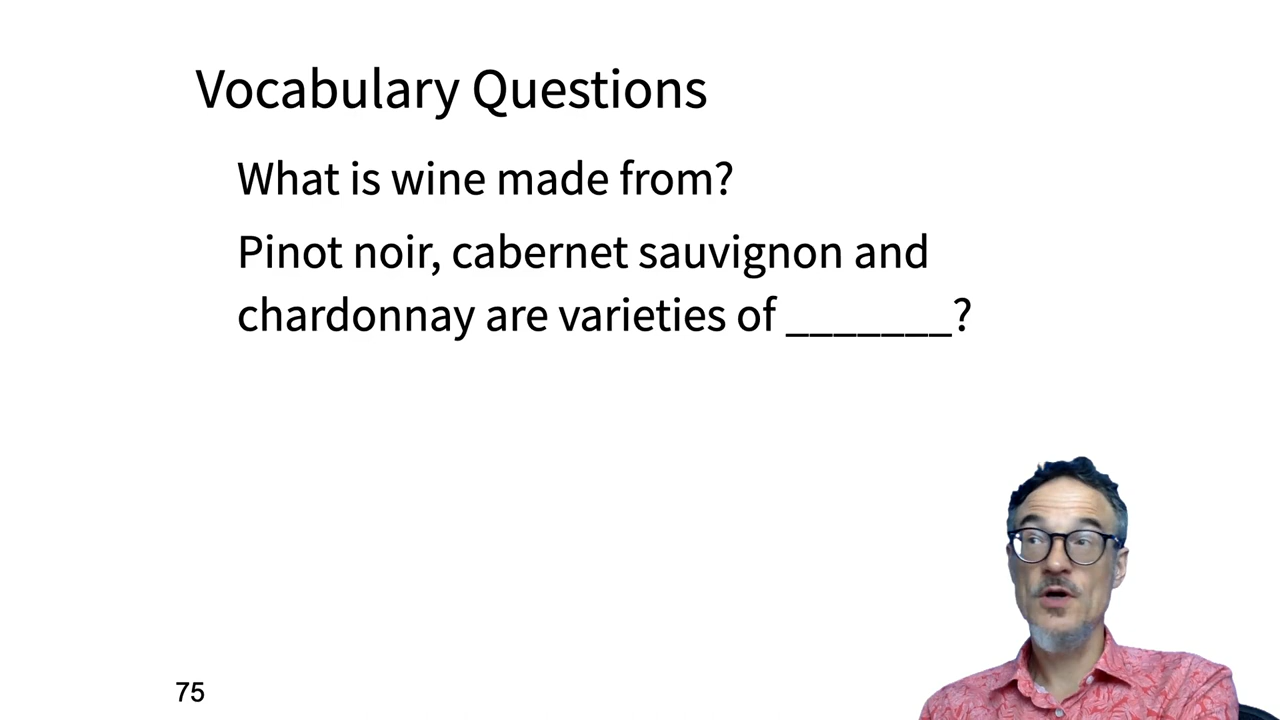 Vocabulary Questions
What is wine made from?
Pinot noir, cabernet sauvignon and
chardonnay are varieties of _______?
75